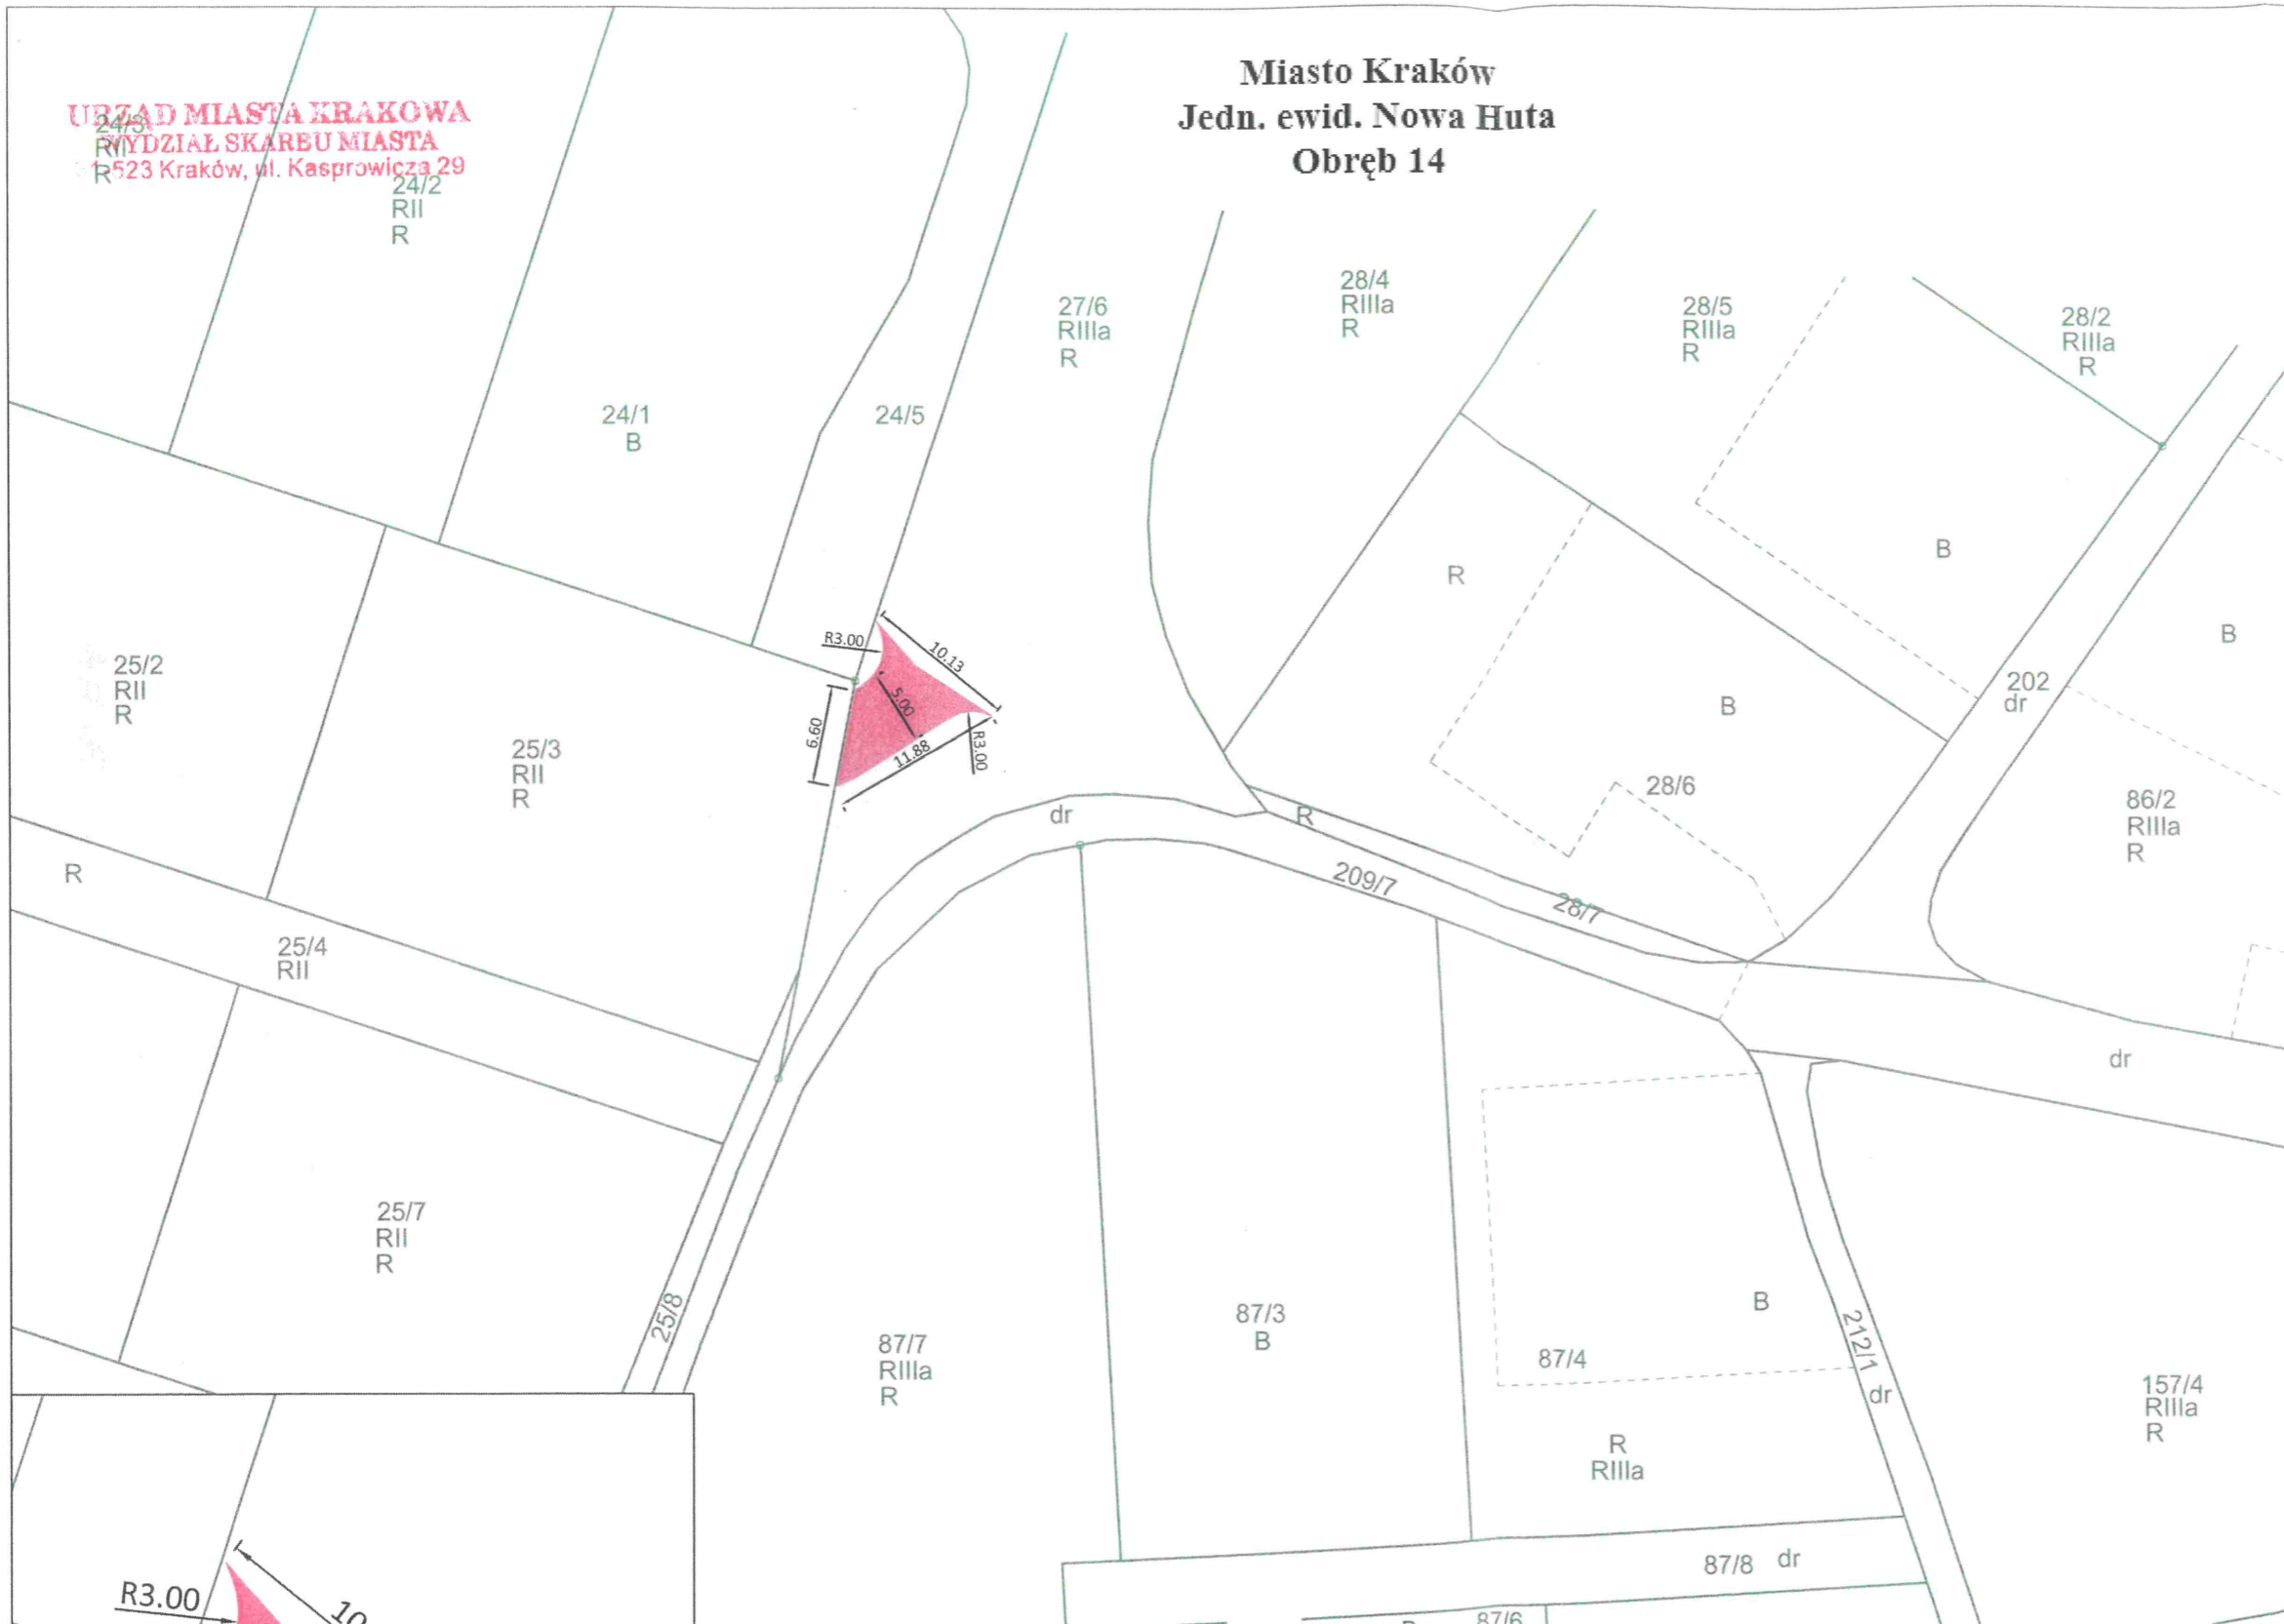 Miasto Kraków
Jedn. ewid. Nowa Huta
Obręb 14
URZĄD MIASTA KRAKOWA
WYDZIAŁ SKARBU MIASTA
523 Kraków, ul. Kasprowicza 29
24/3
RII
R
24/2
RII
R
24/1
B
24/5
27/6
RIIIa
R
28/4
RIIIa
R
28/5
RIIIa
R
28/2
RIIIa
R
B
R
B
B
202
dr
25/2
RII
R
25/3
RII
R
R3.00
10.13
5.00
6.60
11.88
R3.00
28/6
86/2
RIIIa
R
dr
R
209/7
28/7
R
25/4
RII
dr
25/7
RII
R
25/8
87/7
RIIIa
R
87/3
B
B
87/4
212/1
dr
157/4
RIIIa
R
R
RIIIa
87/8 dr
87/6
R3.00
10